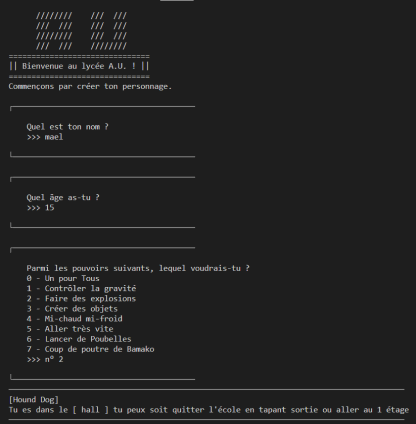 ////////    ///  ///
///  ///    ///  ///
////////    ///  ///
///  ///    ////////
===============================
|| Bienvenue au lycée A.U. ! ||
===============================
Commençons par créer ton personnage.
Quel est ton nom ?
>>> mael
Quel âge as-tu ?
>>> 15
Parmi les pouvoirs suivants, lequel voudrais-tu ?
0 - Un pour Tous
1 - Contrôler la gravité
2 - Faire des explosions
3 - Créer des objets
4 - Mi-chaud mi-froid
5 - Aller très vite
6 - Lancer de Poubelles
7 - Coup de poutre de Bamako
>>> n° 2
[Hound Dog]
Tu es dans le [ hall ] tu peux soit quitter l'école en tapant sortie ou aller au 1 étage